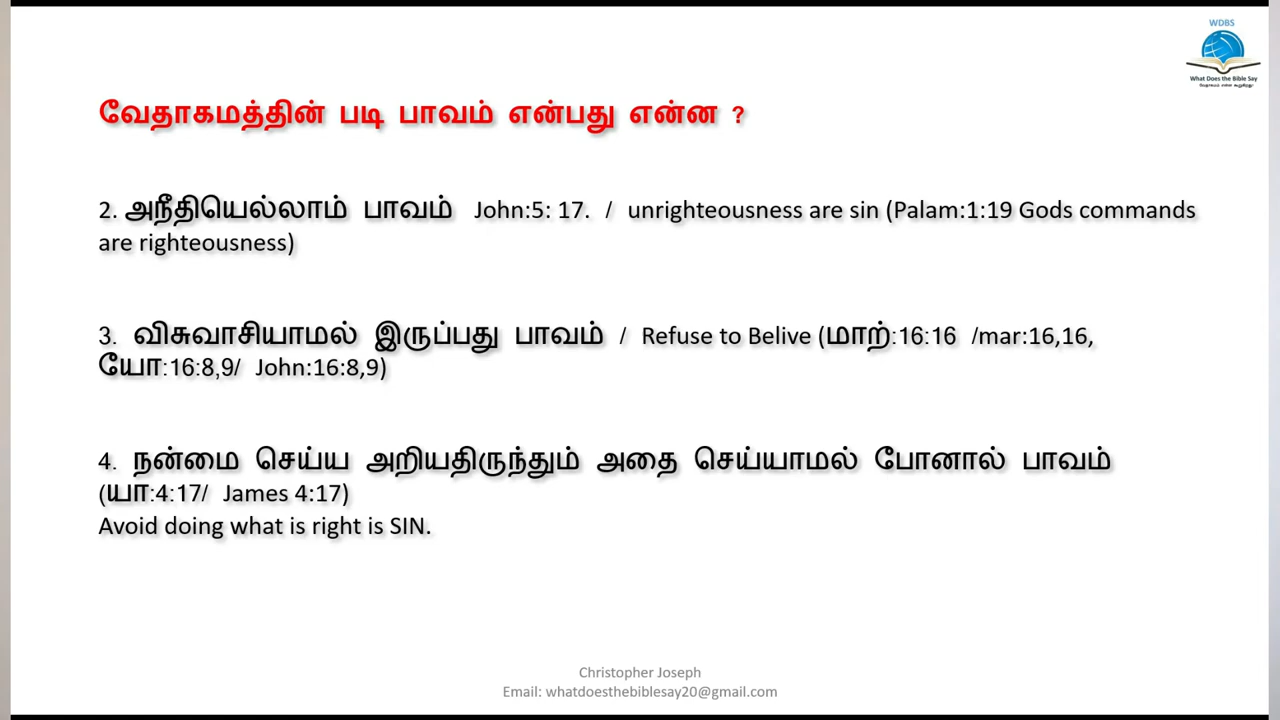 WDBS
What Does the Bible Say
வேதாகமம் என்ன கூறுகிறது?
வேதாகமத்தின் படி பாவம் என்பது என்ன ?
2. அநீதியெல்லாம் பாவம் John:5: 17. / unrighteousness are sin (Palam:1:19 Gods commands
are righteousness)
3. விசுவாசியாமல் இருப்பது பாவம் / Refuse to Belive (மாற்:16:16 /mar:16,16,
யோ:16:8,9/ John:16:8,9)
4. நன்மை செய்ய அறியதிருந்தும் அதை செய்யாமல் போனால் பாவம்
(யா:4:17/ James 4:17)
Avoid doing what is right is SIN.
Christopher Joseph
Email: whatdoesthebiblesay20@gmail.com